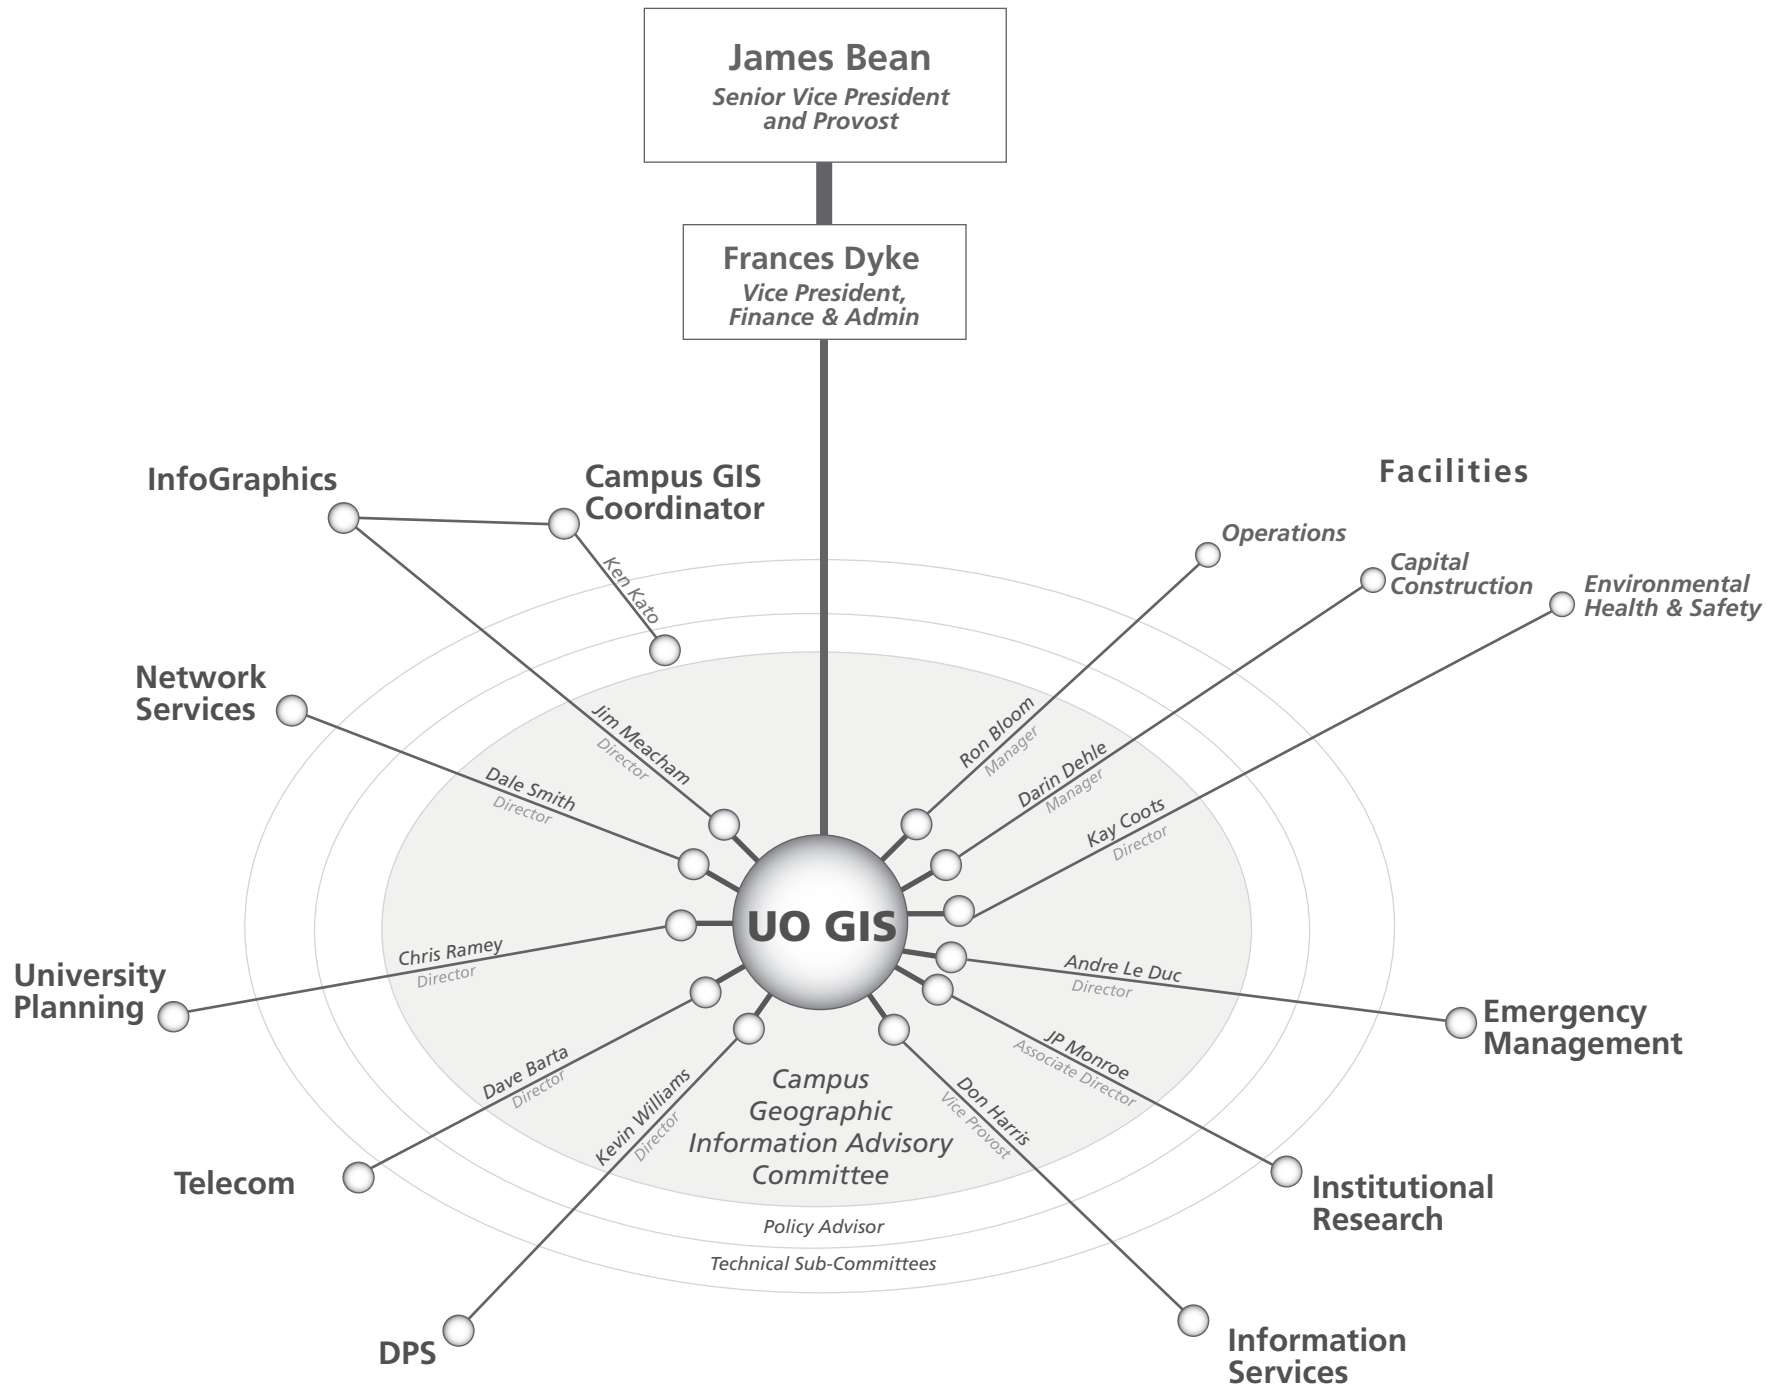 James Bean
Senior Vice President
and Provost
Frances Dyke
Vice President,
Finance & Admin
InfoGraphics
Campus GIS
Coordinator
Ken Kato
Facilities
Operations
Capital
Construction
Environmental
Health & Safety
Network
Services
Jim Meacham
Director
Dale Smith
Director
Ron Bloom
Manager
Darin Dehle
Manager
Kay Coots
Director
UO GIS
Chris Ramey
Director
University
Planning
Andre Le Duc
Director
Emergency
Management
Dave Barta
Director
Telecom
Kevin Williams
Director
DPS
Campus
Geographic
Information Advisory
Committee
Policy Advisor
Technical Sub-Committees
JP Monroe
Associate Director
Institutional
Research
Don Harris
Vice Provost
Information
Services